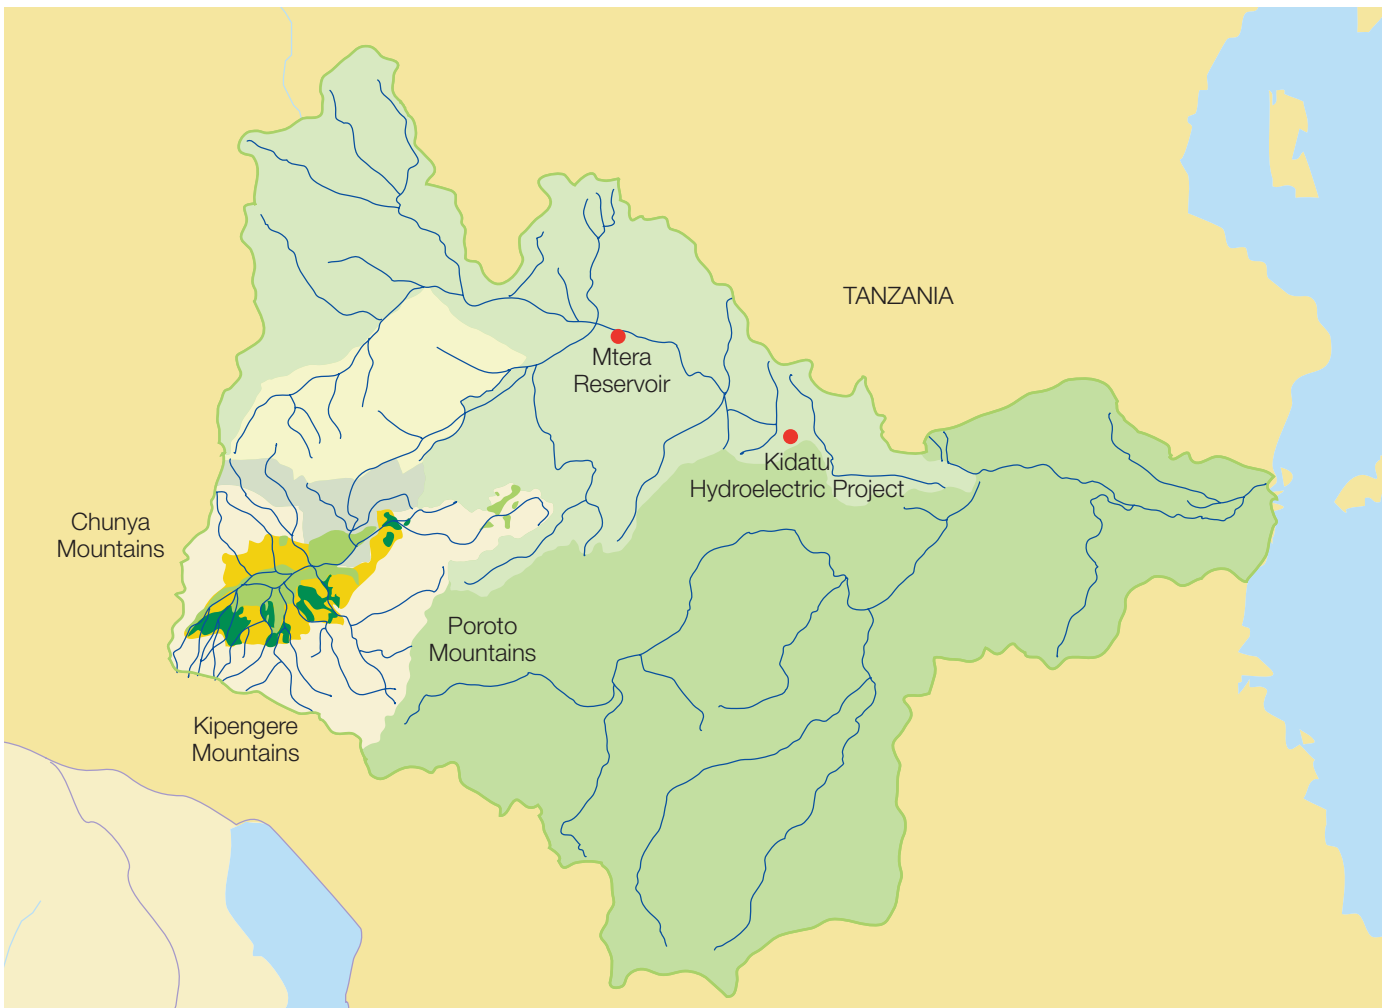 TANZANIA
Mtera
Reservoir
Kidatu
Hydroelectric Project
Chunya
Mountains
Poroto
Mountains
Kipengere
Mountains